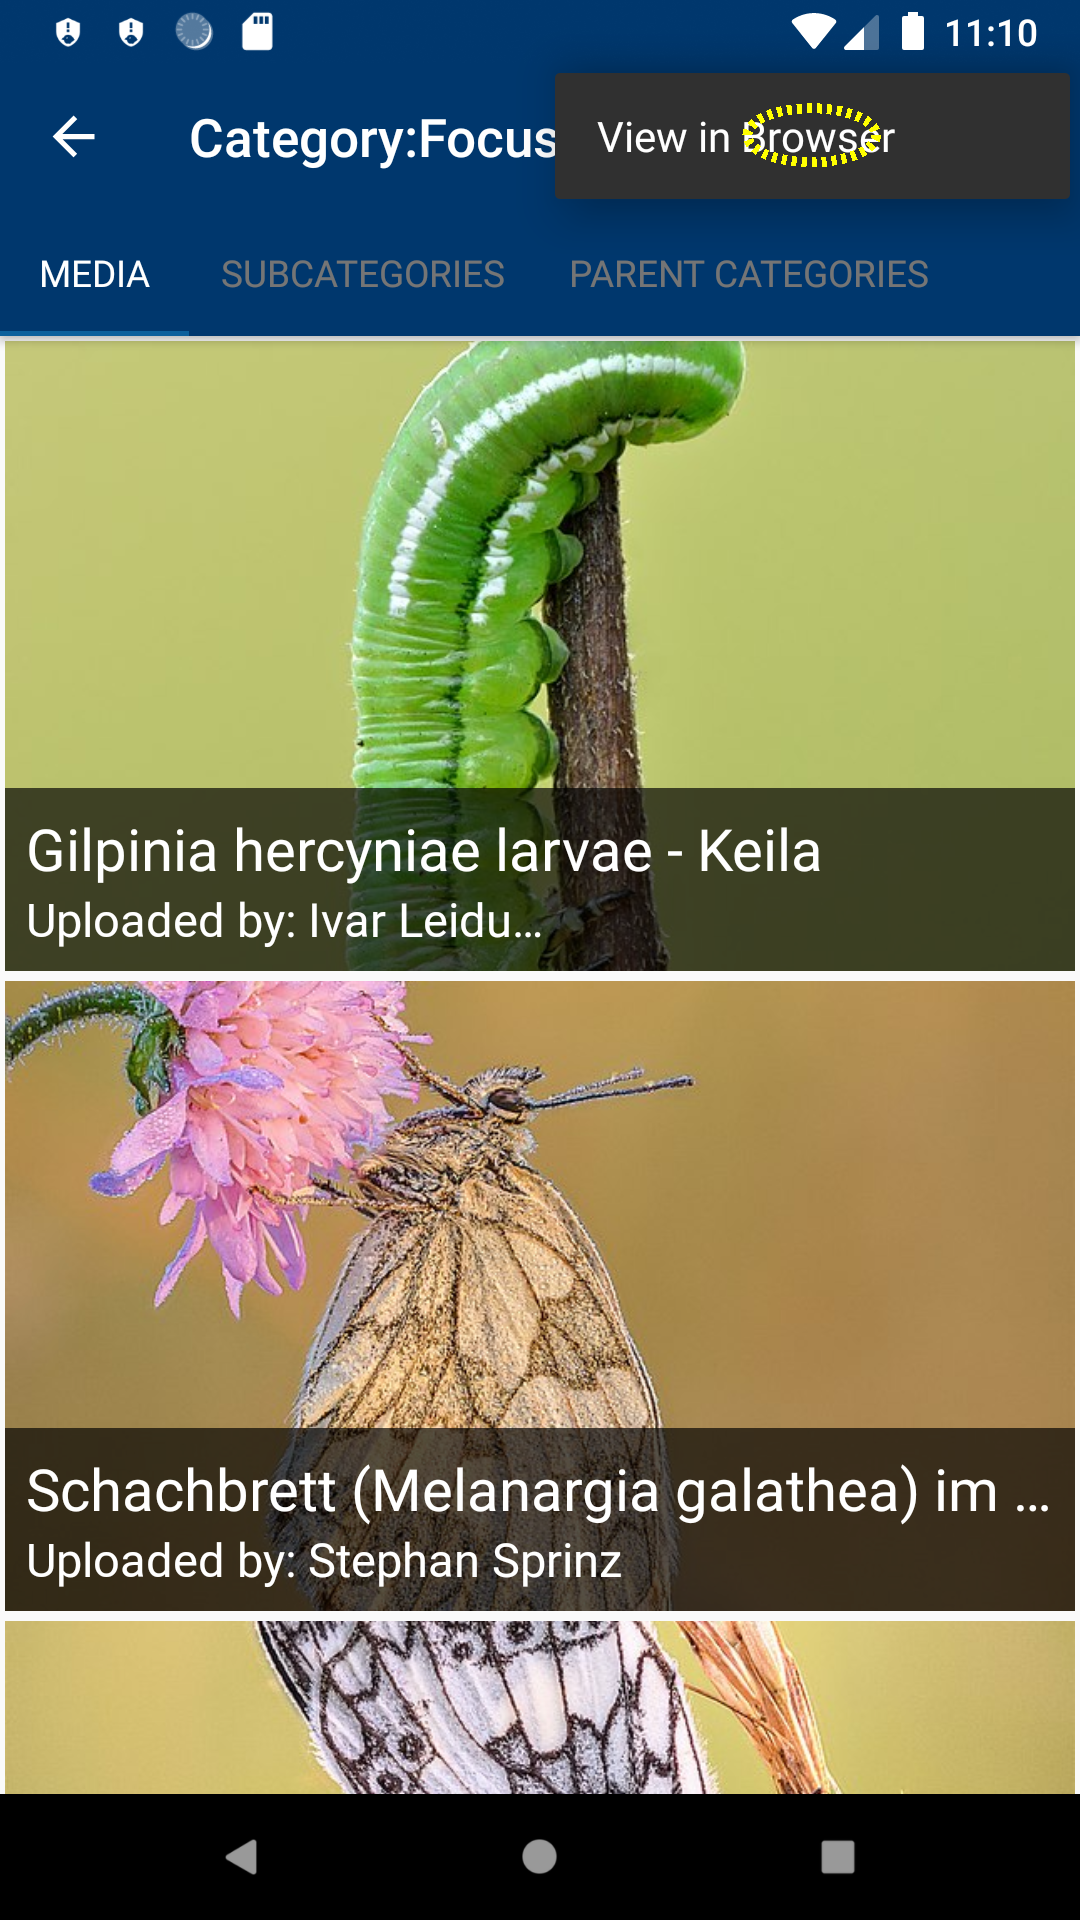 11:10
Category:Focus
View in Browser
MEDIA SUBCATEGORIES PARENT CATEGORIES
Gilpinia hercyniae larvae - Keila
Uploaded by: Ivar Leidu...
Schachbrett (Melanargia galathea) im ...
Uploaded by: Stephan Sprinz